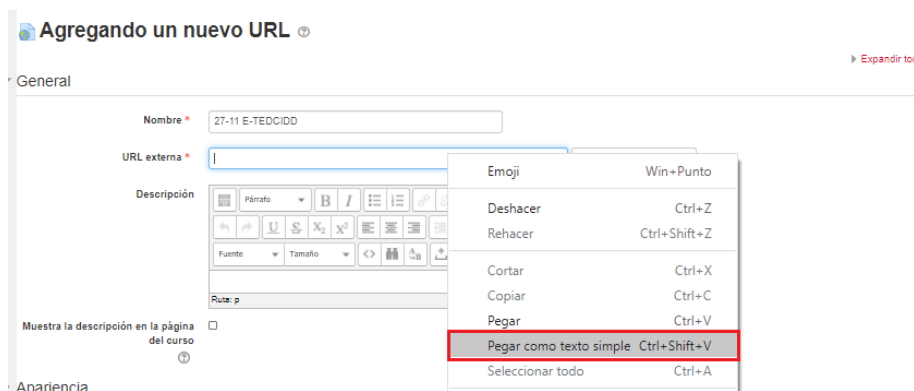 Agregando un nuevo URL
Expandir to
General
Nombre *
27-11 E-TEDCIDD
URL externa *
Descripción
Párrafo
B
I
U
S
X₂
X²
Fuente
Tamaño
Ruta: p
Muestra la descripción en la página
del curso
Apariencia
Emoji Win+Punto
Deshacer Ctrl+Z
Rehacer Ctrl+Shift+Z
Cortar Ctrl+X
Copiar Ctrl+C
Pegar Ctrl+V
Pegar como texto simple Ctrl+Shift+V
Seleccionar todo Ctrl+A